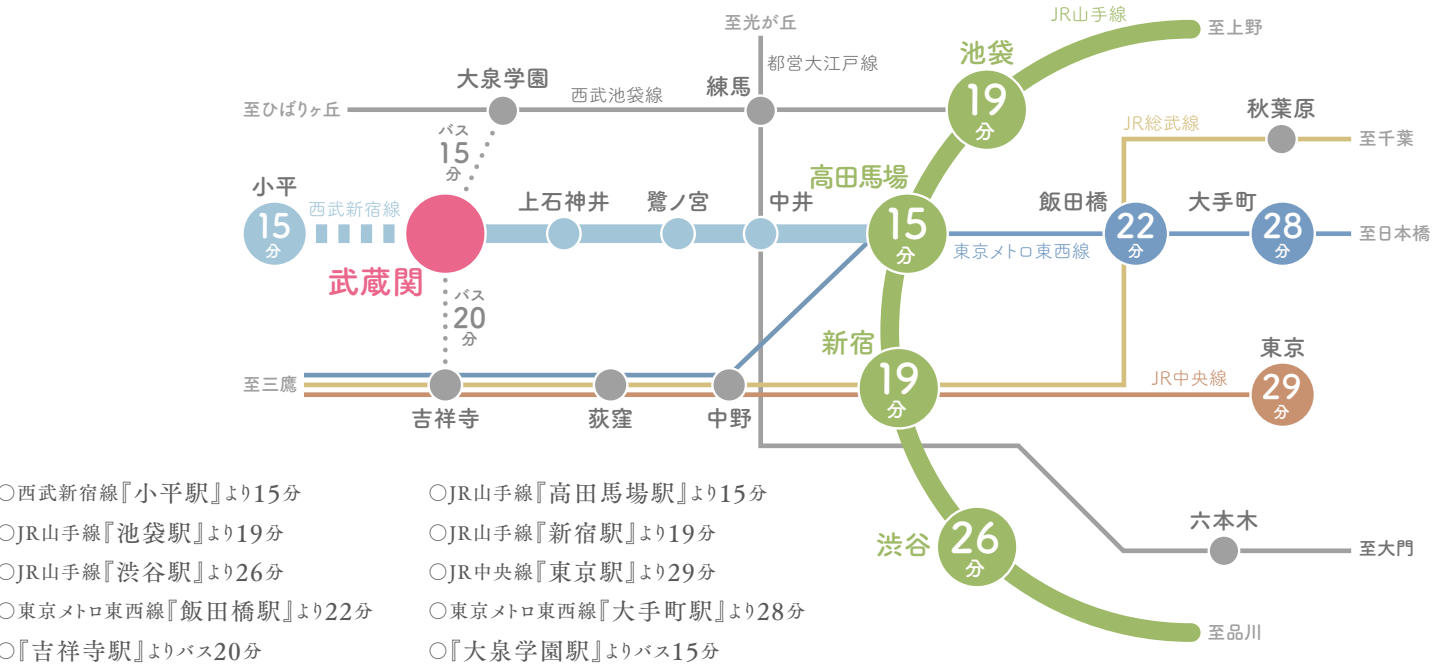 JR山手線
至上野
至光が丘
都営大江戸線
池袋
19
分
大泉学園
西武池袋線
練馬
至ひばりヶ丘
バス
15
分
JR総武線
秋葉原
至千葉
小平
15
分
西武新宿線
武蔵関
上石神井
鷺ノ宮
中井
高田馬場
15
分
飯田橋
22
分
大手町
28
分
東京メトロ東西線
至日本橋
バス
20
分
新宿
19
分
東京
29
分
JR中央線
至三鷹
吉祥寺
荻窪
中野
渋谷
26
分
六本木
至大門
至品川
○西武新宿線『小平駅』より15分
○JR山手線『池袋駅』より19分
○JR山手線『渋谷駅』より26分
○東京メトロ東西線『飯田橋駅』より22分
○『吉祥寺駅』よりバス20分
○JR山手線『高田馬場駅』より15分
○JR山手線『新宿駅』より19分
○JR中央線『東京駅』より29分
○東京メトロ東西線『大手町駅』より28分
○『大泉学園駅』よりバス15分